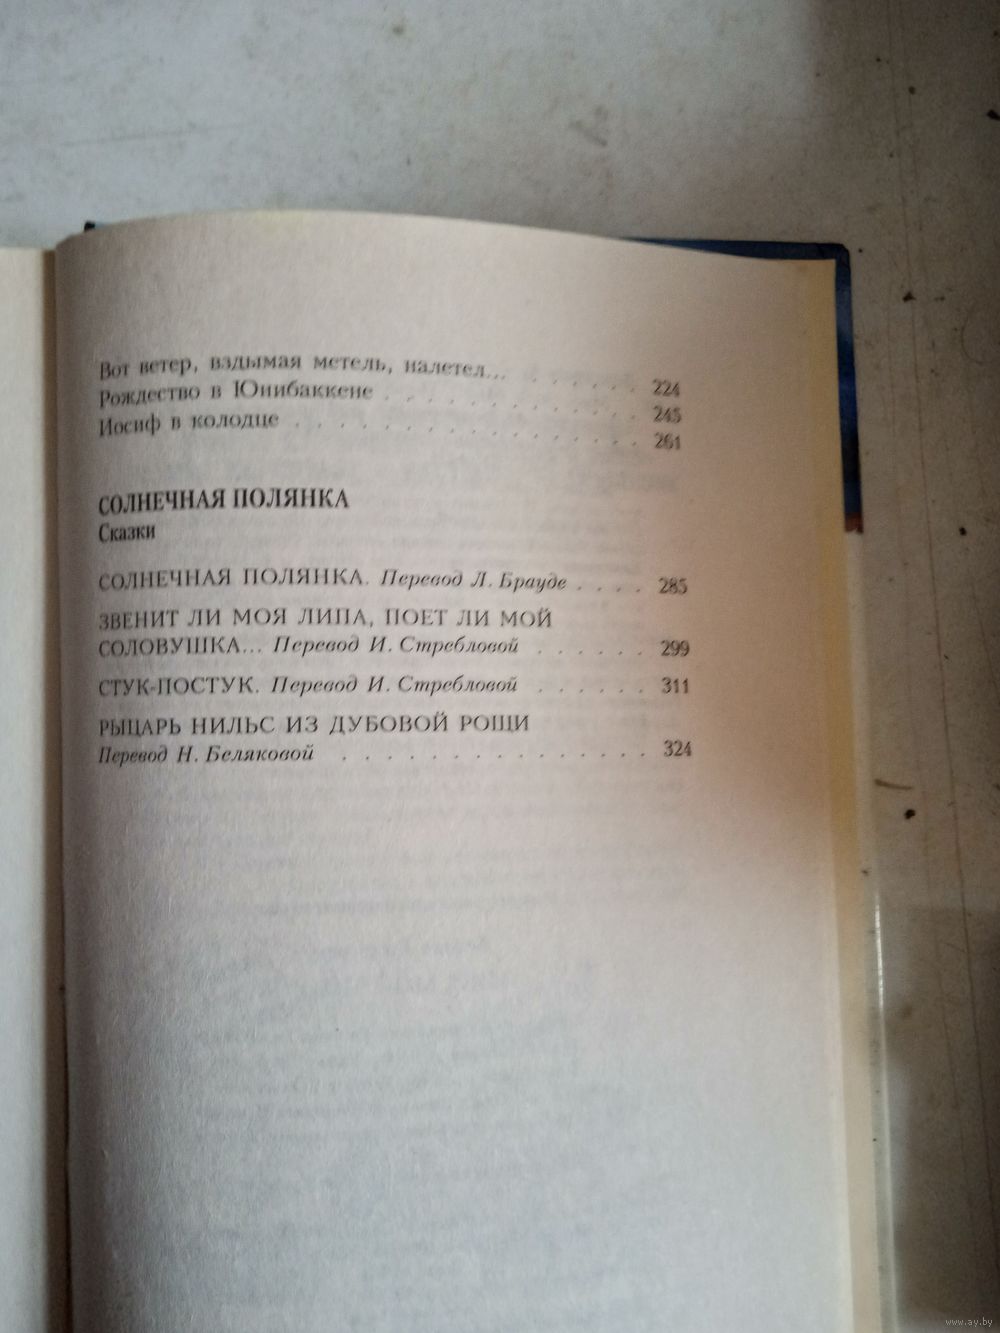 Вот ветер, вздымая метель, налетел... . . . . . . 224
Рождество в Юнибаккене . . . . . . . . . . . . 245
Иосиф в колодце . . . . . . . . . . . . . . . . 261
СОЛНЕЧНАЯ ПОЛЯНКА
Сказки
СОЛНЕЧНАЯ ПОЛЯНКА. Перевод Л. Брауде . . . . 285
ЗВЕНИТ ЛИ МОЯ ЛИПА, ПОЕТ ЛИ МОЙ
СОЛОВУШКА... Перевод И. Стребловой . . . . . . 299
СТУК-ПОСТУК. Перевод И. Стребловой . . . . . . 311
РЫЦАРЬ НИЛЬС ИЗ ДУБОВОЙ РОЩИ
Перевод Н. Беляковой . . . . . . . . . . . . . . . 324
www.ay.by